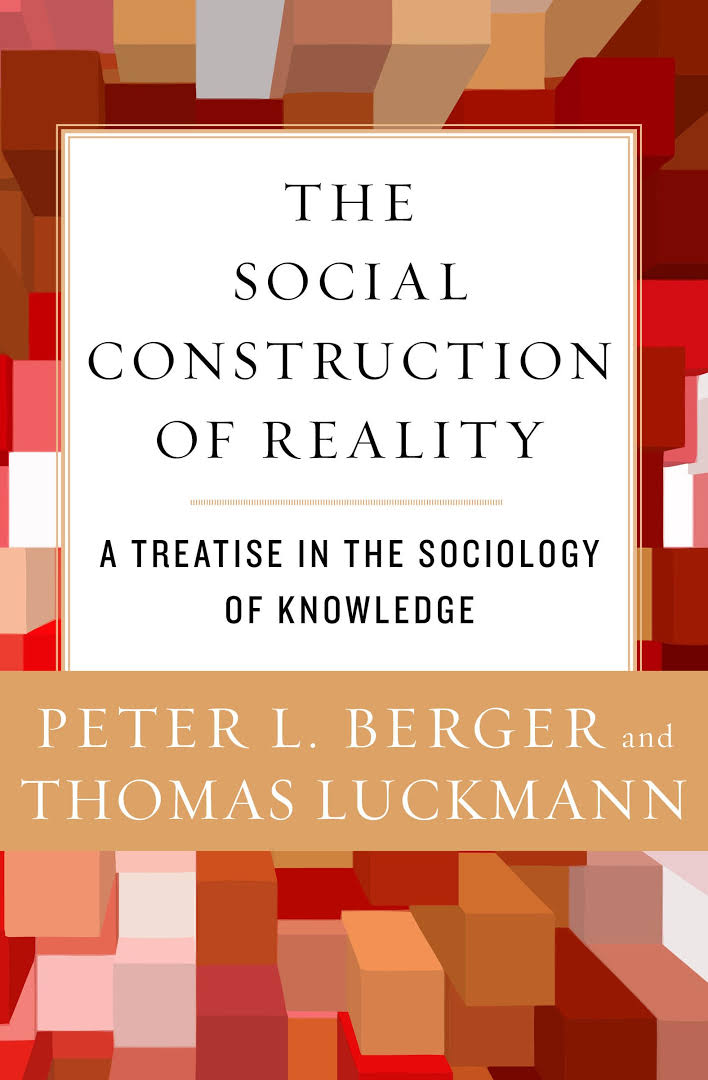 THE
SOCIAL
CONSTRUCTION
OF REALITY
A TREATISE IN THE SOCIOLOGY
OF KNOWLEDGE
PETER L. BERGER and
THOMAS LUCKMANN